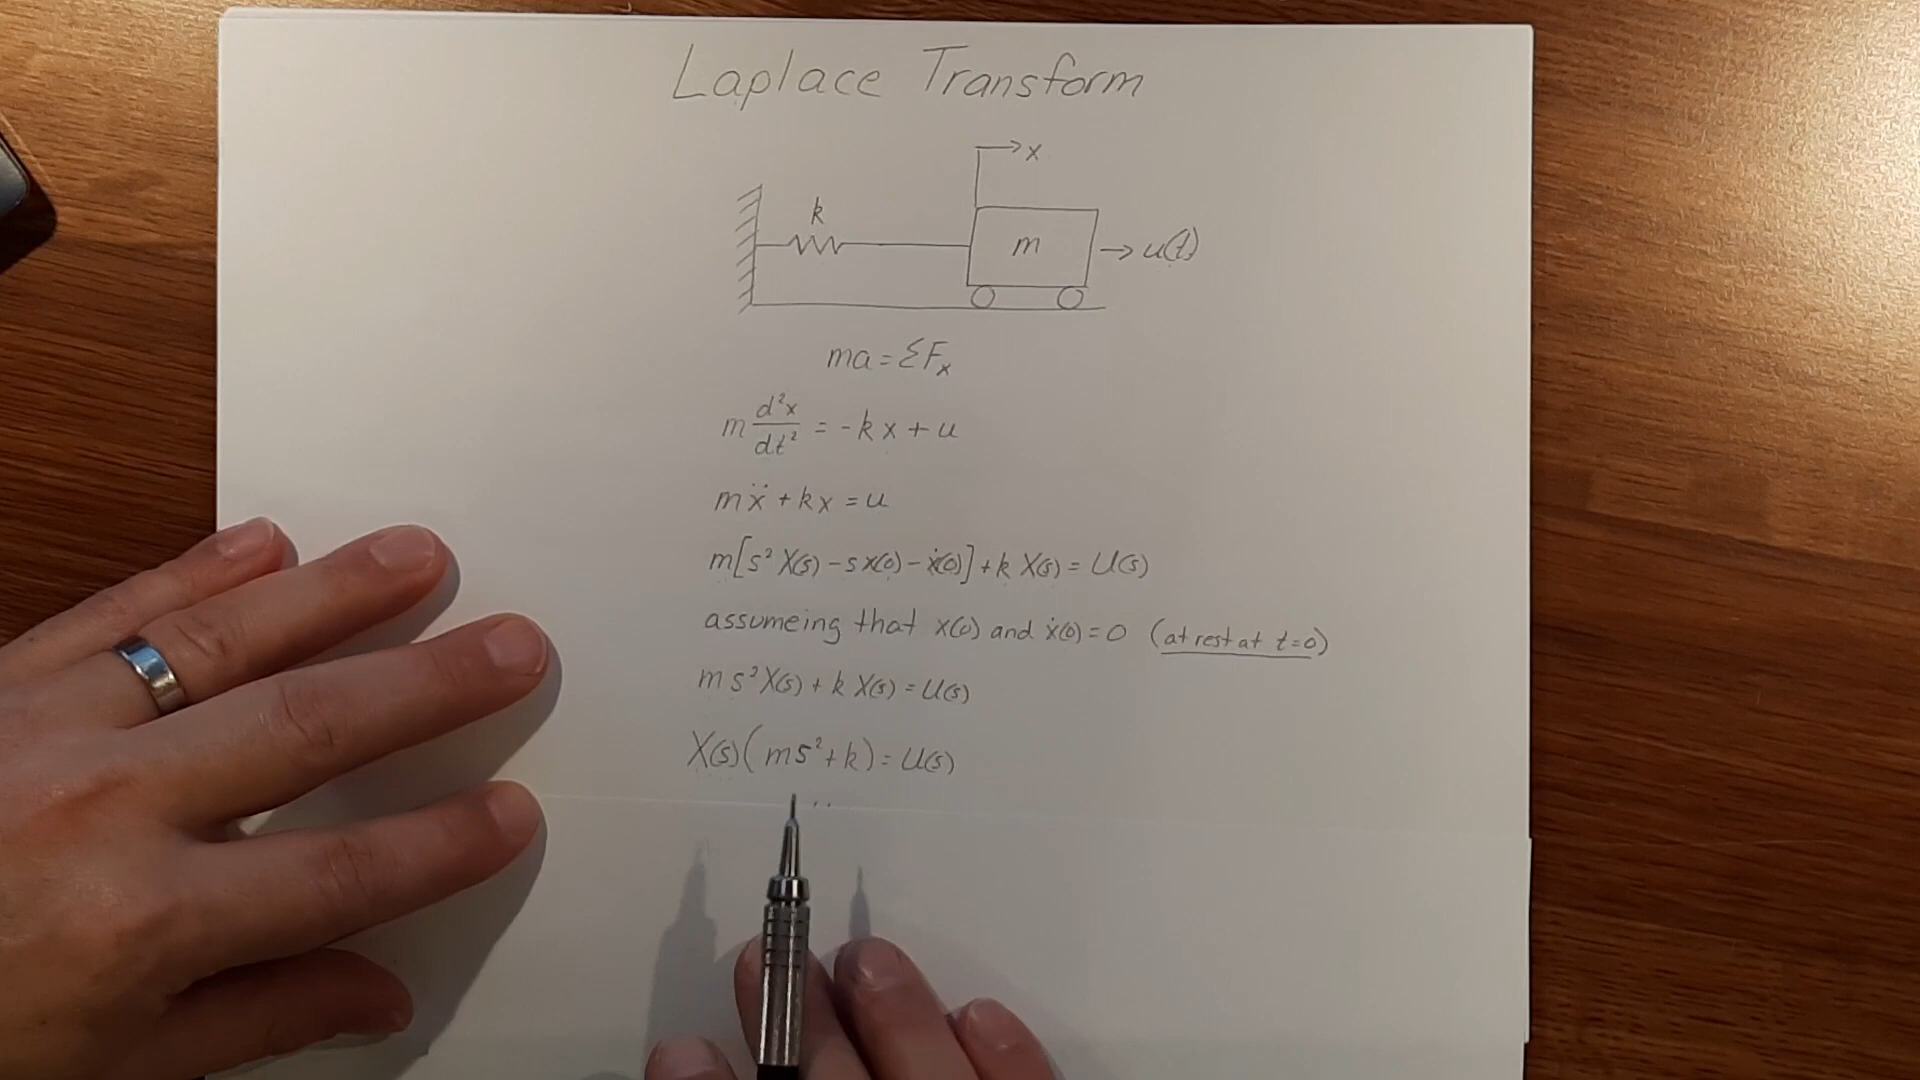 Laplace Transform
x
k
m
u(t)
ma = ΣFₓ
m d²x/dt² = -kx + u
mẍ + kx = u
m[s² X(s) - s x(0) - ẋ(0)] + k X(s) = U(s)
assumeing that x(0) and ẋ(0) = 0 (at rest at t=0)
m s² X(s) + k X(s) = U(s)
X(s)(ms² + k) = U(s)